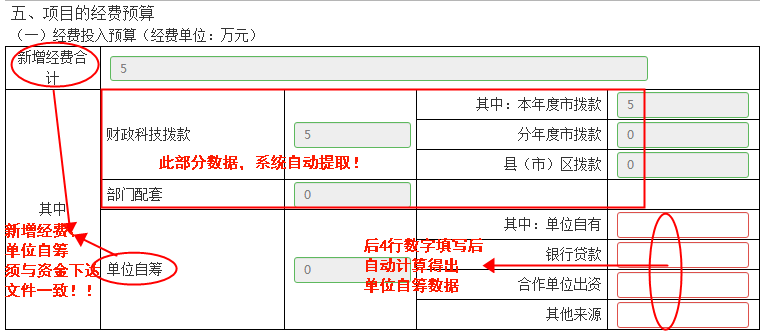 五、项目的经费预算
（一）经费投入预算（经费单位：万元）
新增经费合
计
5
其中
财政科技拨款
5
其中：本年度市拨款
5
分年度市拨款
0
县（市）区拨款
0
此部分数据，系统自动提取！
部门配套
0
新增经费、
单位自筹
须与资金下达
文件一致！！
单位自筹
0
后4行数字填写后
自动计算得出
单位自筹数据
其中：单位自有
银行贷款
合作单位出资
其他来源